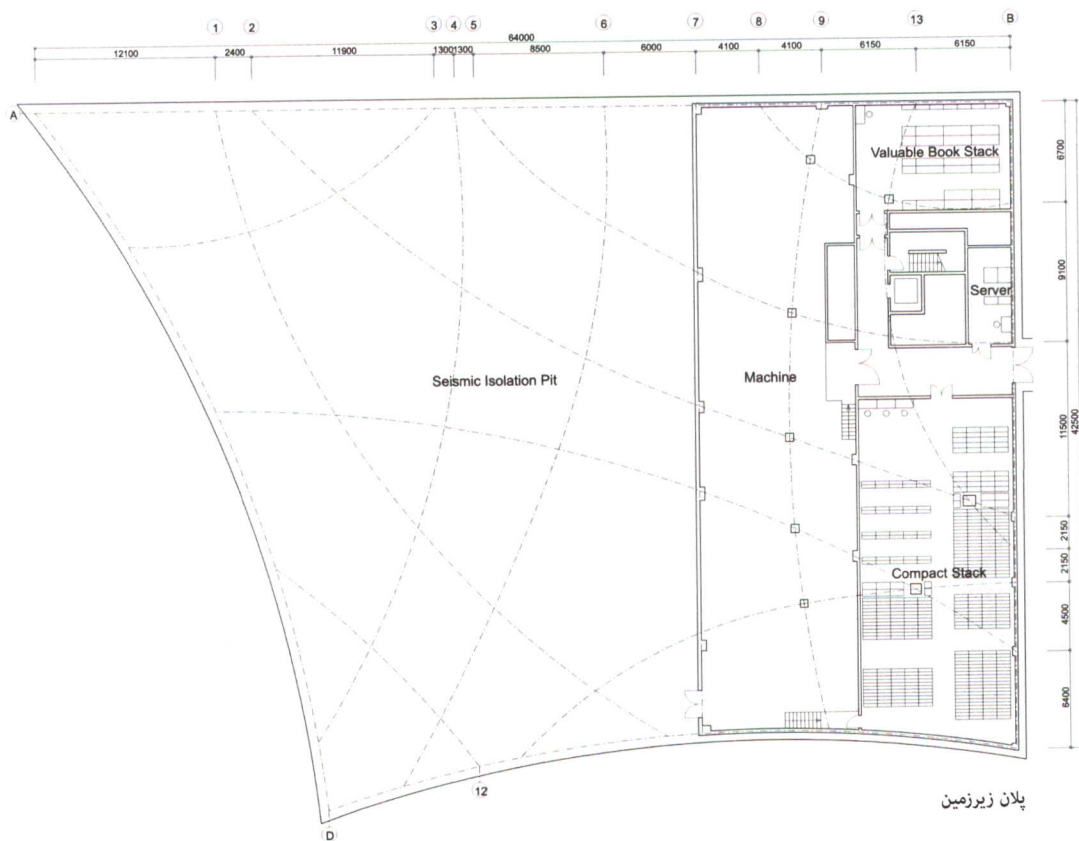 1 2 3 4 5 6 7 8 9 13 B
64000
12100 2400 11900 1300 1300 8500 6000 4100 4100 6150 6150
A
Valuable Book Stack
6700
9100
Server
Seismic Isolation Pit
Machine
11500
42500
2150
2150
Compact Stack
4500
6400
12
D
پلان زیرزمین